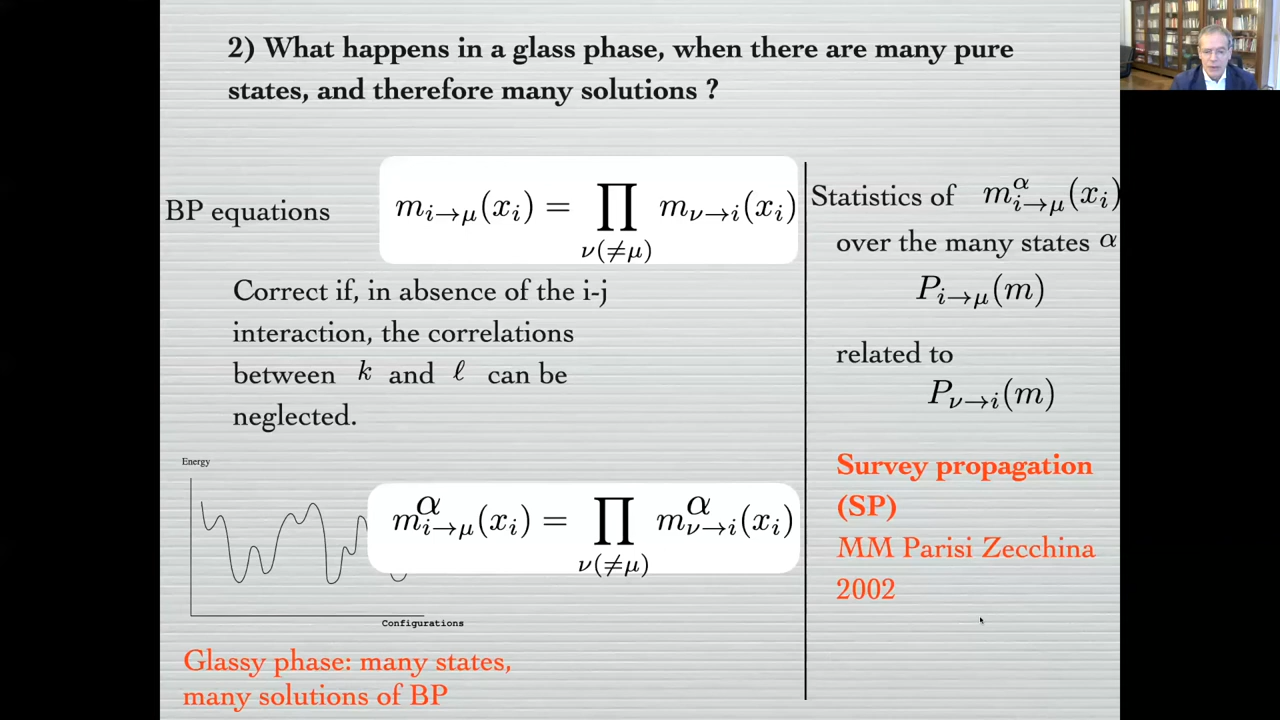 2) What happens in a glass phase, when there are many pure
states, and therefore many solutions ?
BP equations
m_{i→μ}(x_i) = ∏_{ν(≠μ)} m_{ν→i}(x_i)
Correct if, in absence of the i-j
interaction, the correlations
between k and ℓ can be
neglected.
Energy
Configurations
m^α_{i→μ}(x_i) = ∏_{ν(≠μ)} m^α_{ν→i}(x_i)
Glassy phase: many states,
many solutions of BP
Statistics of m^α_{i→μ}(x_i)
over the many states α
P_{i→μ}(m)
related to
P_{ν→i}(m)
Survey propagation
(SP)
MM Parisi Zecchina
2002